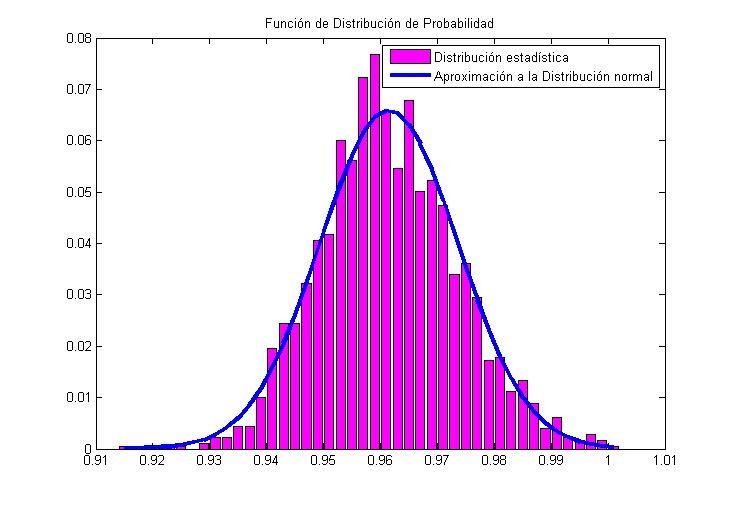 Función de Distribución de Probabilidad
Distribución estadística
Aproximación a la Distribución normal
0.08
0.07
0.06
0.05
0.04
0.03
0.02
0.01
0
0.91 0.92 0.93 0.94 0.95 0.96 0.97 0.98 0.99 1 1.01